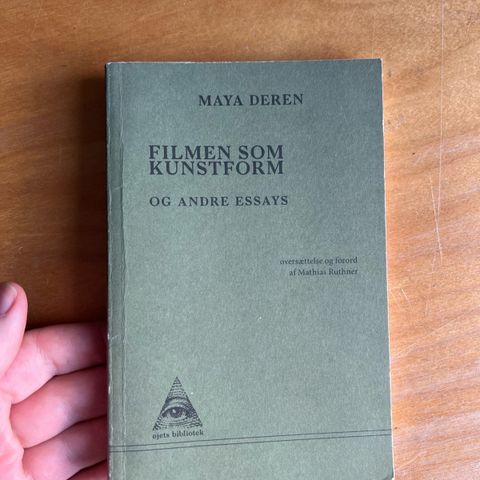 MAYA DEREN
FILMEN SOM
KUNSTFORM
OG ANDRE ESSAYS
oversættelse og forord
af Mathias Ruthner
øjets bibliotek